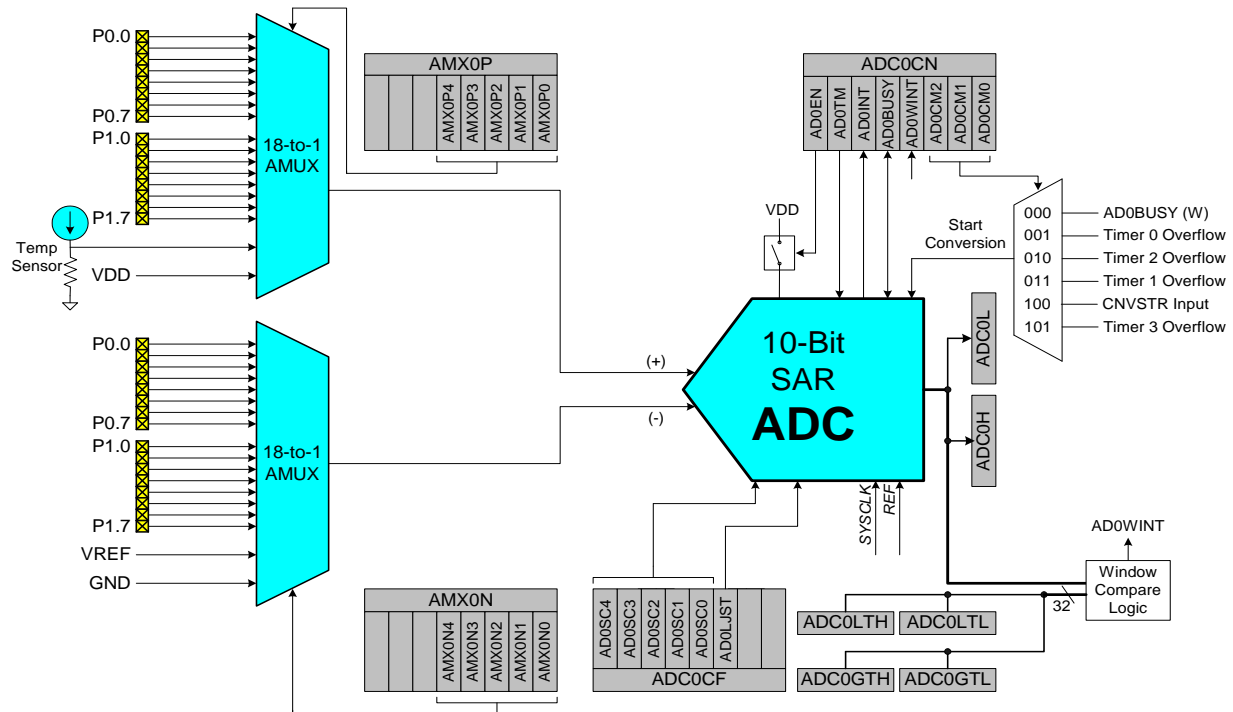 P0.0
P0.7
P1.0
P1.7
18-to-1
AMUX
Temp
Sensor
VDD
AMX0P
AMX0P4
AMX0P3
AMX0P2
AMX0P1
AMX0P0
ADC0CN
AD0EN
AD0TM
AD0INT
AD0BUSY
AD0WINT
AD0CM2
AD0CM1
AD0CM0
VDD
Start
Conversion
000
AD0BUSY (W)
001
Timer 0 Overflow
010
Timer 2 Overflow
011
Timer 1 Overflow
100
CNVSTR Input
101
Timer 3 Overflow
P0.0
P0.7
P1.0
P1.7
18-to-1
AMUX
VREF
GND
(+)
(-)
10-Bit
SAR
ADC
ADC0L
ADC0H
SYSCLK
REF
AMX0N
AMX0N4
AMX0N3
AMX0N2
AMX0N1
AMX0N0
AD0SC4
AD0SC3
AD0SC2
AD0SC1
AD0SC0
AD0LJST
ADC0CF
AD0WINT
Window
Compare
Logic
32
ADC0LTH
ADC0LTL
ADC0GTH
ADC0GTL